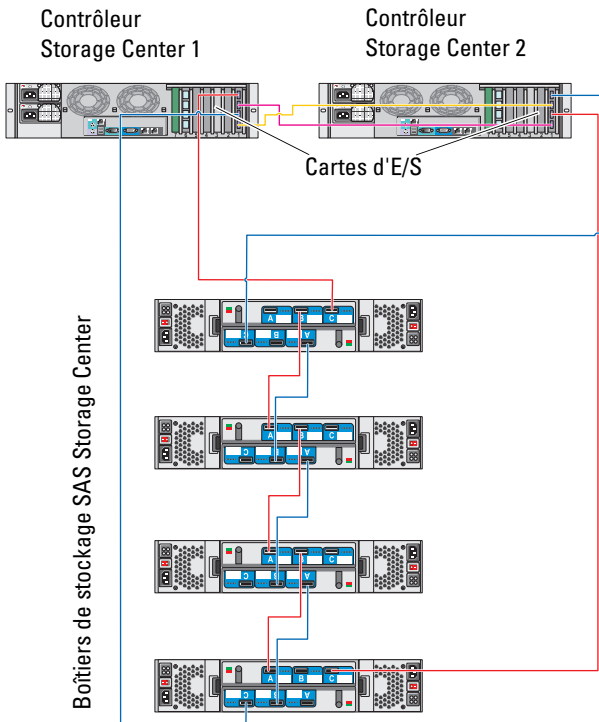 Contrôleur
Storage Center 1
Contrôleur
Storage Center 2
Cartes d'E/S
Boîtiers de stockage SAS Storage Center
A B C
C B A
A B C
C B A
A B C
C B A
A B C
C B A